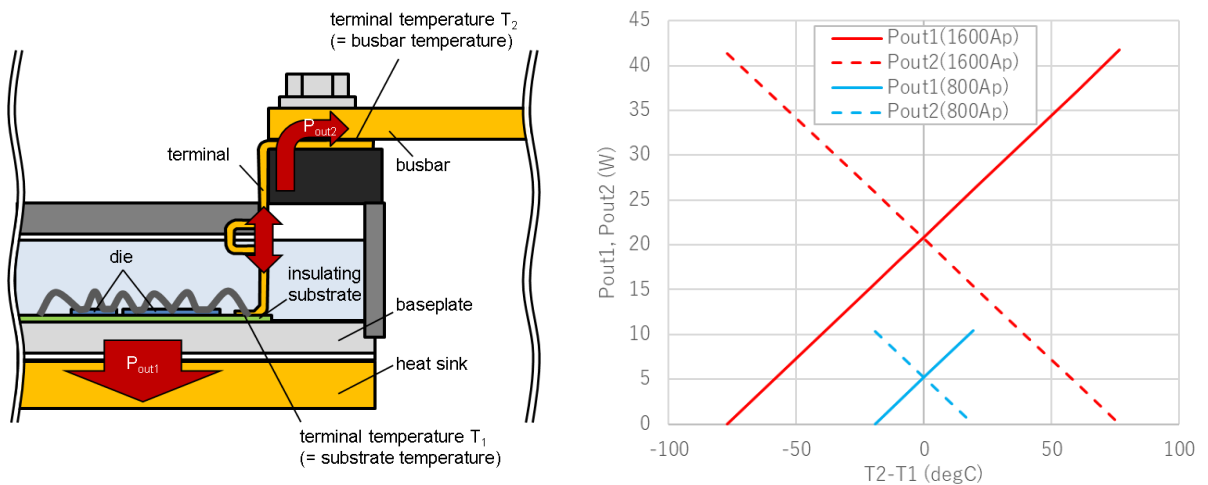 terminal temperature T2
(= busbar temperature)
Pout2
terminal
busbar
die
insulating
substrate
baseplate
Pout1
heat sink
terminal temperature T1
(= substrate temperature)
Pout1(1600Ap)
Pout2(1600Ap)
Pout1(800Ap)
Pout2(800Ap)
Pout1, Pout2 (W)
45
40
35
30
25
20
15
10
5
0
-100
-50
0
50
100
T2-T1 (degC)